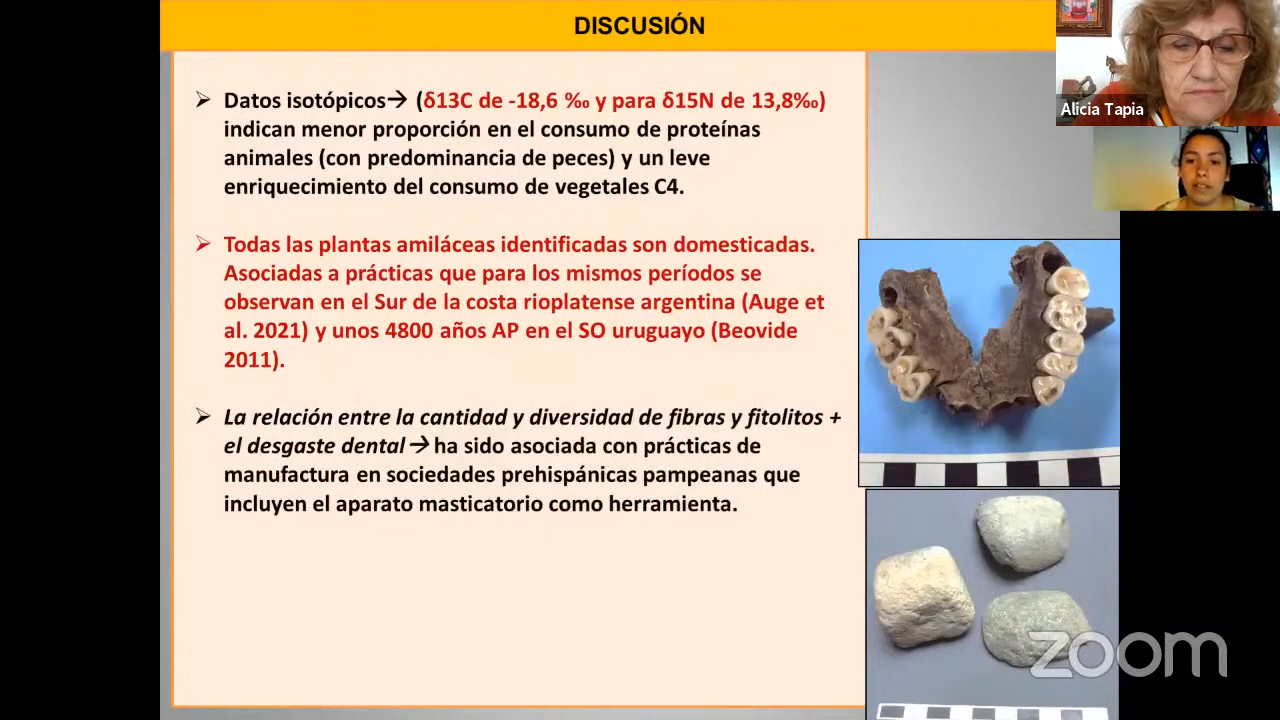 DISCUSIÓN
➢ Datos isotópicos→ (δ13C de -18,6 ‰ y para δ15N de 13,8‰)
indican menor proporción en el consumo de proteínas
animales (con predominancia de peces) y un leve
enriquecimiento del consumo de vegetales C4.
➢ Todas las plantas amiláceas identificadas son domesticadas.
Asociadas a prácticas que para los mismos períodos se
observan en el Sur de la costa rioplatense argentina (Auge et
al. 2021) y unos 4800 años AP en el SO uruguayo (Beovide
2011).
➢ La relación entre la cantidad y diversidad de fibras y fitolitos +
el desgaste dental→ ha sido asociada con prácticas de
manufactura en sociedades prehispánicas pampeanas que
incluyen el aparato masticatorio como herramienta.
Alicia Tapia
zoom